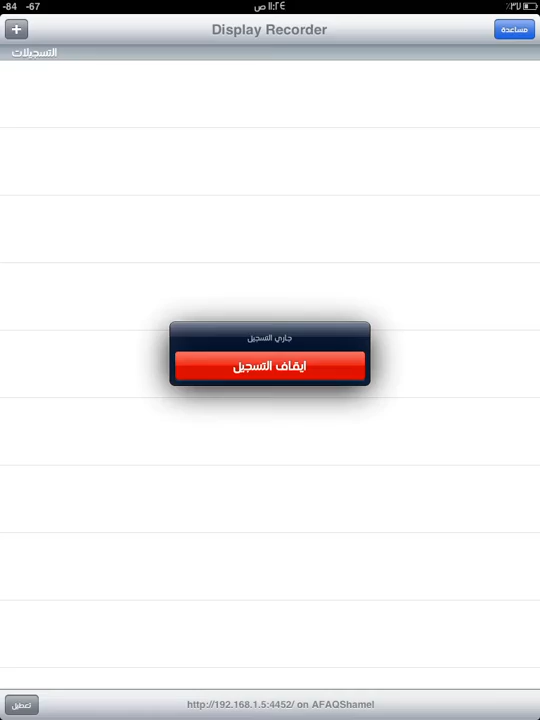 -84 -67 ١١:٢٤ ص ٪٣٧
Display Recorder
مساعدة
التسجيلات
جاري التسجيل
ايقاف التسجيل
تعطيل
http://192.168.1.5:4452/ on AFAQShamel